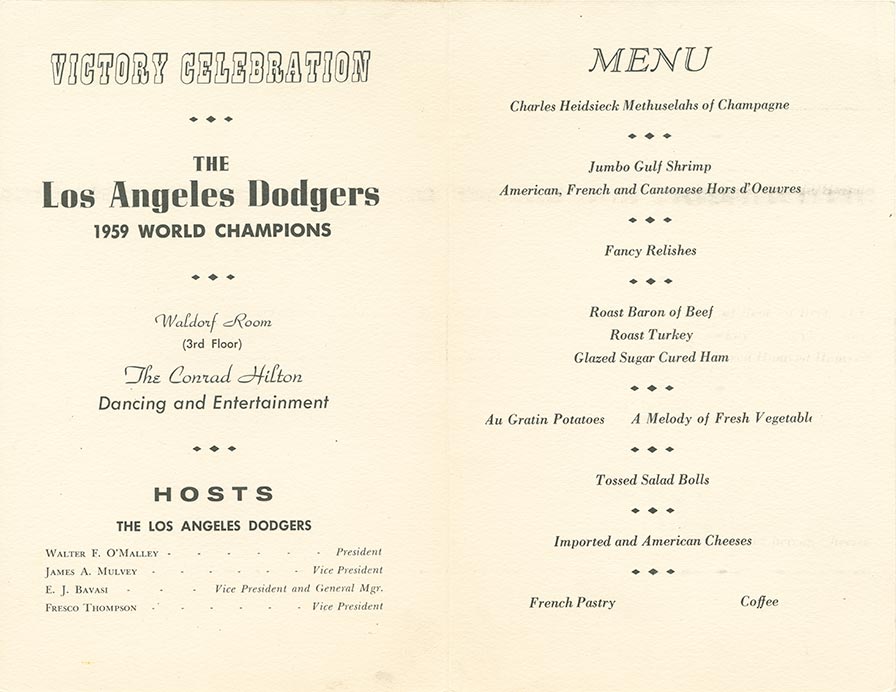 VICTORY CELEBRATION
THE
Los Angeles Dodgers
1959 WORLD CHAMPIONS
Waldorf Room
(3rd Floor)
The Conrad Hilton
Dancing and Entertainment
HOSTS
THE LOS ANGELES DODGERS
WALTER F. O'MALLEY - - - - - - President
JAMES A. MULVEY - - - - - - Vice President
E. J. BAVASI - - - Vice President and General Mgr.
FRESCO THOMPSON - - - - - - Vice President
MENU
Charles Heidsieck Methuselahs of Champagne
Jumbo Gulf Shrimp
American, French and Cantonese Hors d'Oeuvres
Fancy Relishes
Roast Baron of Beef
Roast Turkey
Glazed Sugar Cured Ham
Au Gratin Potatoes A Melody of Fresh Vegetabl
Tossed Salad Bolls
Imported and American Cheeses
French Pastry Coffee